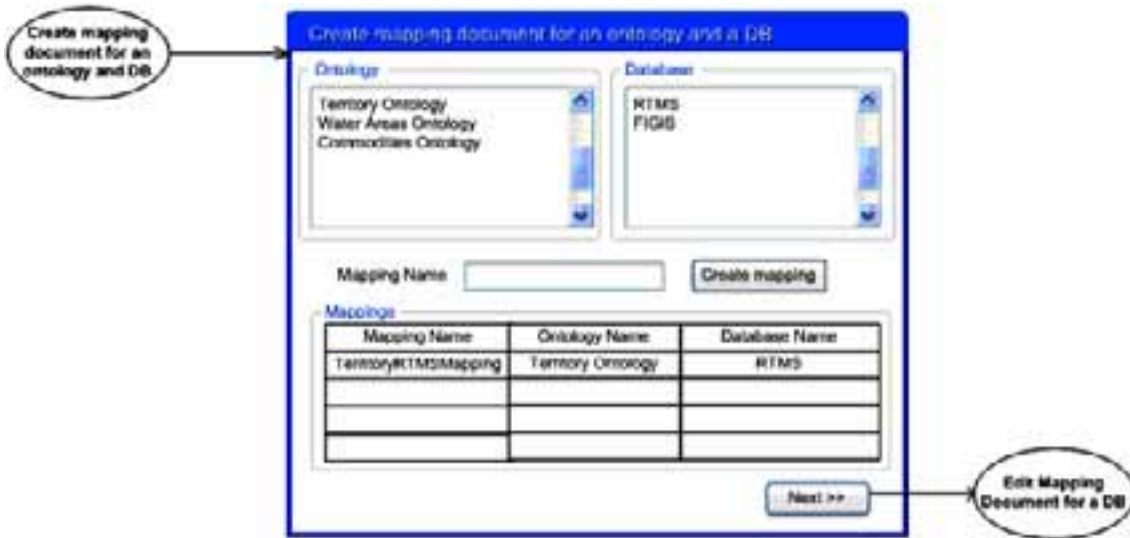 Create mapping
document for an
ontology and DB
Create mapping document for an ontology and a DB
Ontology
Territory Ontology
Water Areas Ontology
Commodities Ontology
Database
RTMS
FIGIS
Mapping Name
Create mapping
Mappings
Mapping Name Ontology Name Database Name
TerritoryRTMSMapping Territory Ontology RTMS
Next >>
Edit Mapping
Document for a DB